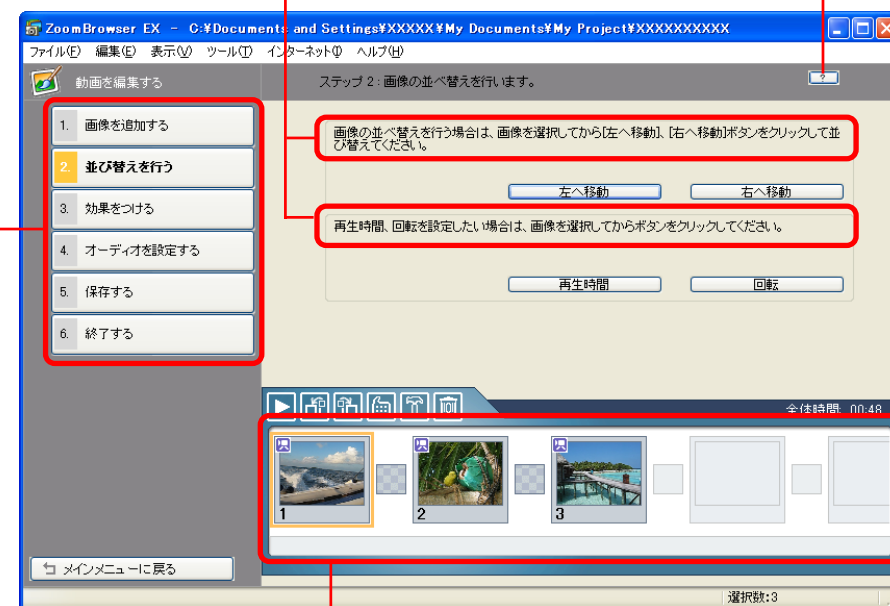 ZoomBrowser EX - C:¥Documents and Settings¥XXXXX¥My Documents¥My Project¥XXXXXXXXXX
ファイル(F) 編集(E) 表示(V) ツール(T) インターネット(I) ヘルプ(H)
動画を編集する
ステップ 2 : 画像の並べ替えを行います。
?
1. 画像を追加する
2. 並び替えを行う
3. 効果をつける
4. オーディオを設定する
5. 保存する
6. 終了する
画像の並べ替えを行う場合は、画像を選択してから[左へ移動]、[右へ移動]ボタンをクリックして並
び替えてください。
左へ移動 右へ移動
再生時間、回転を設定したい場合は、画像を選択してからボタンをクリックしてください。
再生時間 回転
全体時間: 00:48
1 2 3
メインメニューに戻る
選択数:3